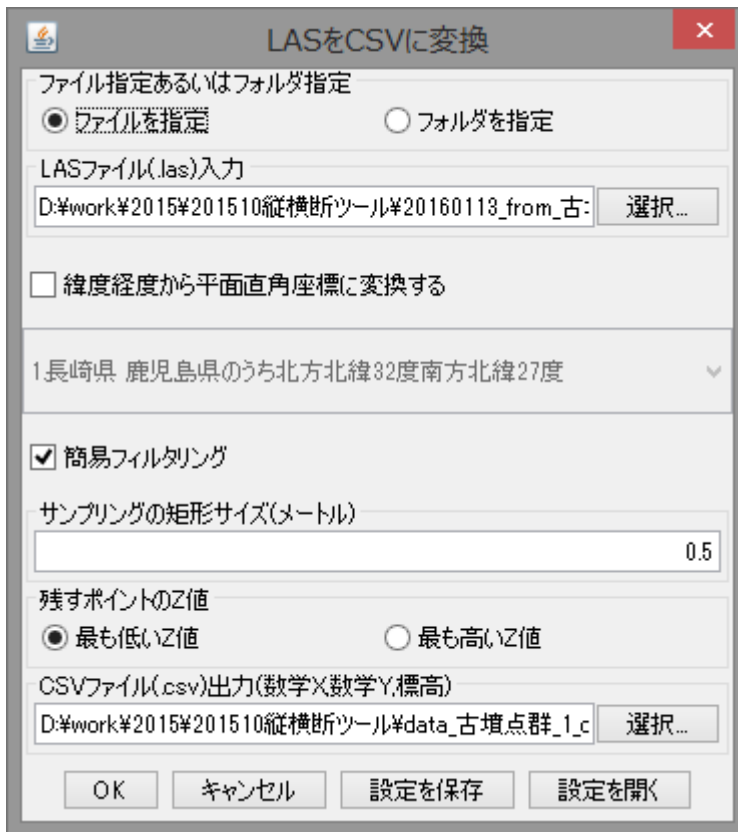 LASをCSVに変換
ファイル指定あるいはフォルダ指定
ファイルを指定 フォルダを指定
LASファイル(.las)入力
D:¥work¥2015¥201510縦横断ツール¥20160113_from_古 選択...
緯度経度から平面直角座標に変換する
1長崎県 鹿児島県のうち北方北緯32度南方北緯27度
簡易フィルタリング
サンプリングの矩形サイズ(メートル)
0.5
残すポイントのZ値
最も低いZ値 最も高いZ値
CSVファイル(.csv)出力(数学X,数学Y,標高)
D:¥work¥2015¥201510縦横断ツール¥data_古墳点群_1_c 選択...
OK キャンセル 設定を保存 設定を開く